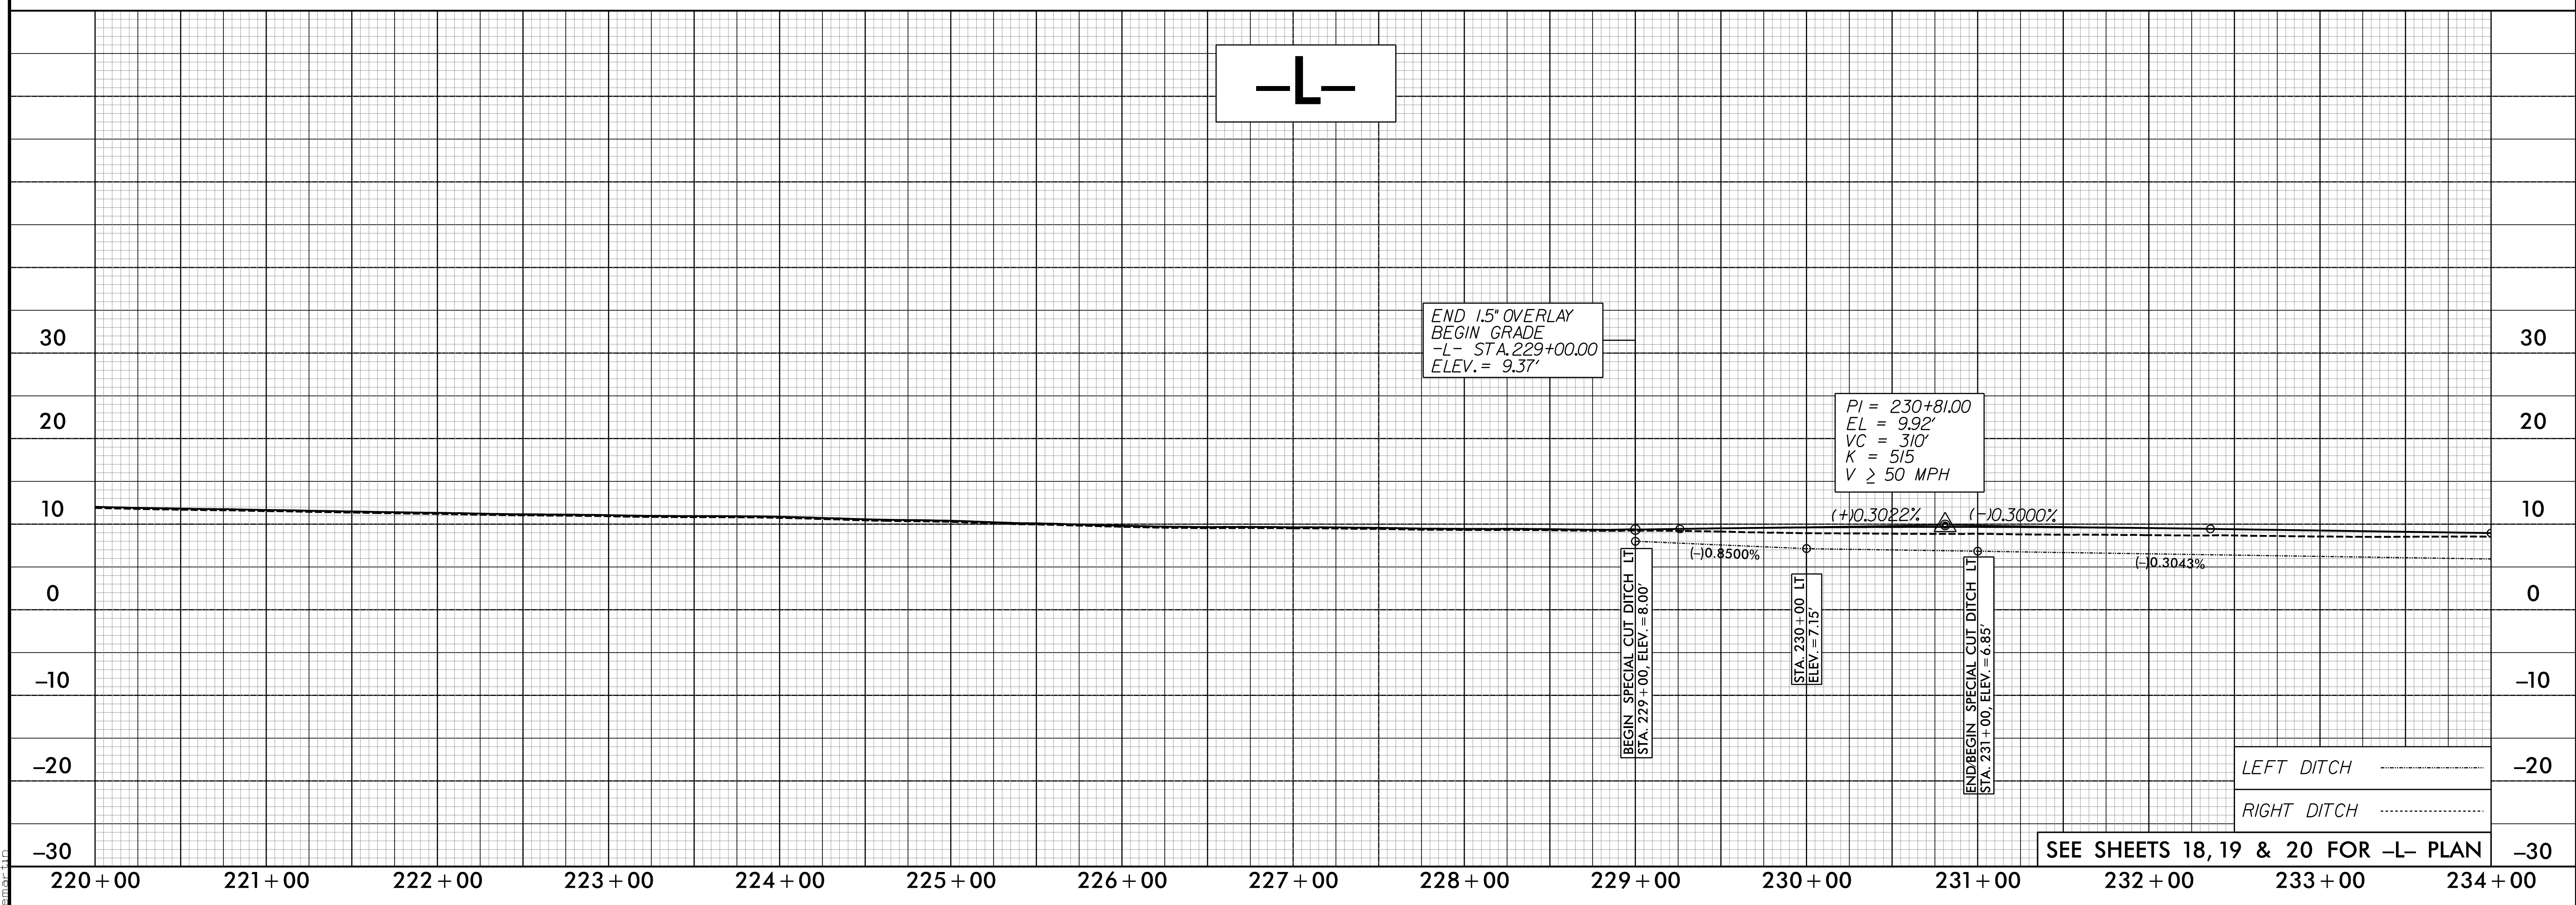 –L–
END 1.5" OVERLAY
BEGIN GRADE
-L- STA.229+00.00
ELEV.= 9.37'
PI = 230+81.00
EL = 9.92'
VC = 310'
K = 515
V ≥ 50 MPH
30
30
20
20
10
10
(+)0.3022%
(-)0.3000%
(-)0.8500%
(-)0.3043%
0
0
BEGIN SPECIAL CUT DITCH LT
STA. 229+00, ELEV.=8.00'
STA. 230+00 LT
ELEV.=7.15'
END/BEGIN SPECIAL CUT DITCH LT
STA. 231+00, ELEV.=6.85'
–10
–10
–20
–20
LEFT DITCH
RIGHT DITCH
SEE SHEETS 18, 19 & 20 FOR –L– PLAN
–30
–30
220+00 221+00 222+00 223+00 224+00 225+00 226+00 227+00 228+00 229+00 230+00 231+00 232+00 233+00 234+00
emartin